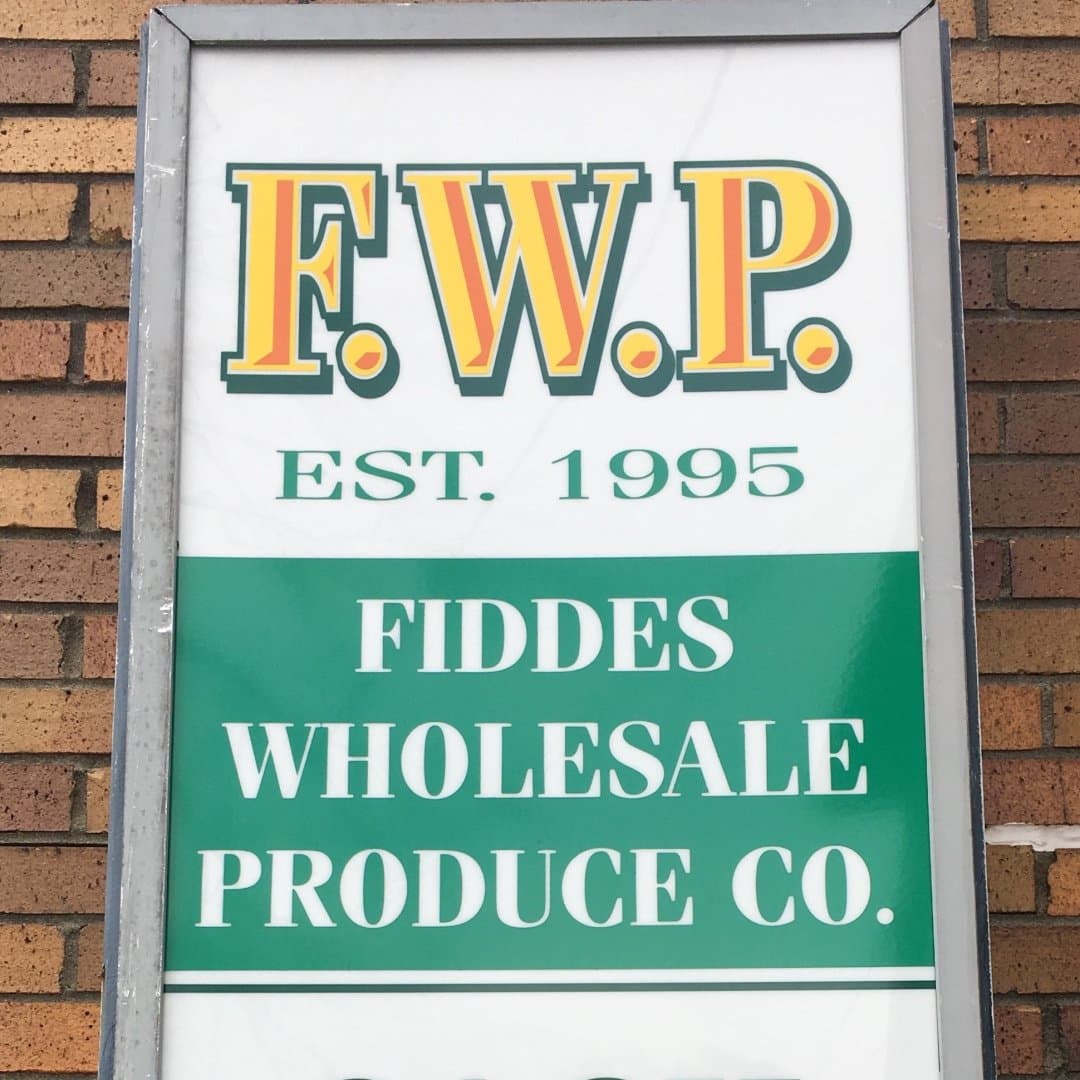 F.W.P.
EST. 1995
FIDDES
WHOLESALE
PRODUCE CO.